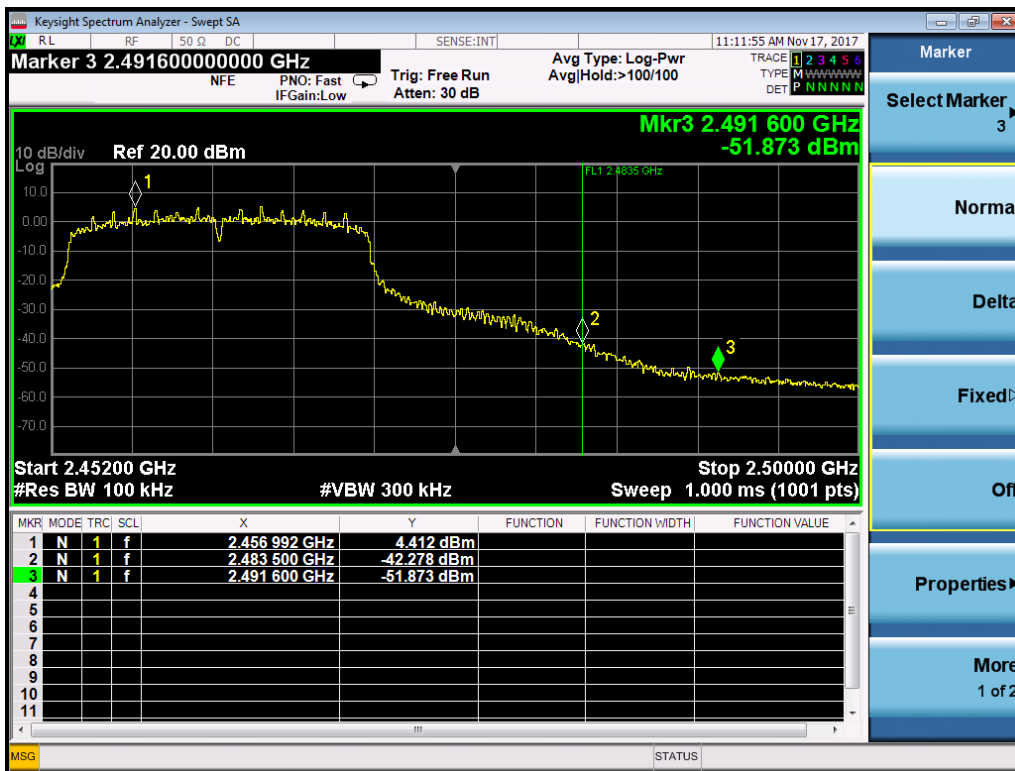 Keysight Spectrum Analyzer - Swept SA
LXI RL RF 50 Ω DC SENSE:INT 11:11:55 AM Nov 17, 2017
Marker 3 2.491600000000 GHz
NFE
PNO: Fast
IFGain:Low
Trig: Free Run
Atten: 30 dB
Avg Type: Log-Pwr
Avg|Hold:>100/100
TRACE 1 2 3 4 5 6
TYPE M WWWWW
DET P N N N N N
Mkr3 2.491 600 GHz
-51.873 dBm
10 dB/div Ref 20.00 dBm
Log
FL1 2.4835 GHz
10.0
0.00
-10.0
-20.0
-30.0
-40.0
-50.0
-60.0
-70.0
1
2
3
Start 2.45200 GHz Stop 2.50000 GHz
#Res BW 100 kHz #VBW 300 kHz Sweep 1.000 ms (1001 pts)
MKR MODE TRC SCL X Y FUNCTION FUNCTION WIDTH FUNCTION VALUE
1 N 1 f 2.456 992 GHz 4.412 dBm
2 N 1 f 2.483 500 GHz -42.278 dBm
3 N 1 f 2.491 600 GHz -51.873 dBm
4
5
6
7
8
9
10
11
MSG STATUS
Marker
Select Marker
3
Norma
Delta
Fixed
Off
Properties
More
1 of 2